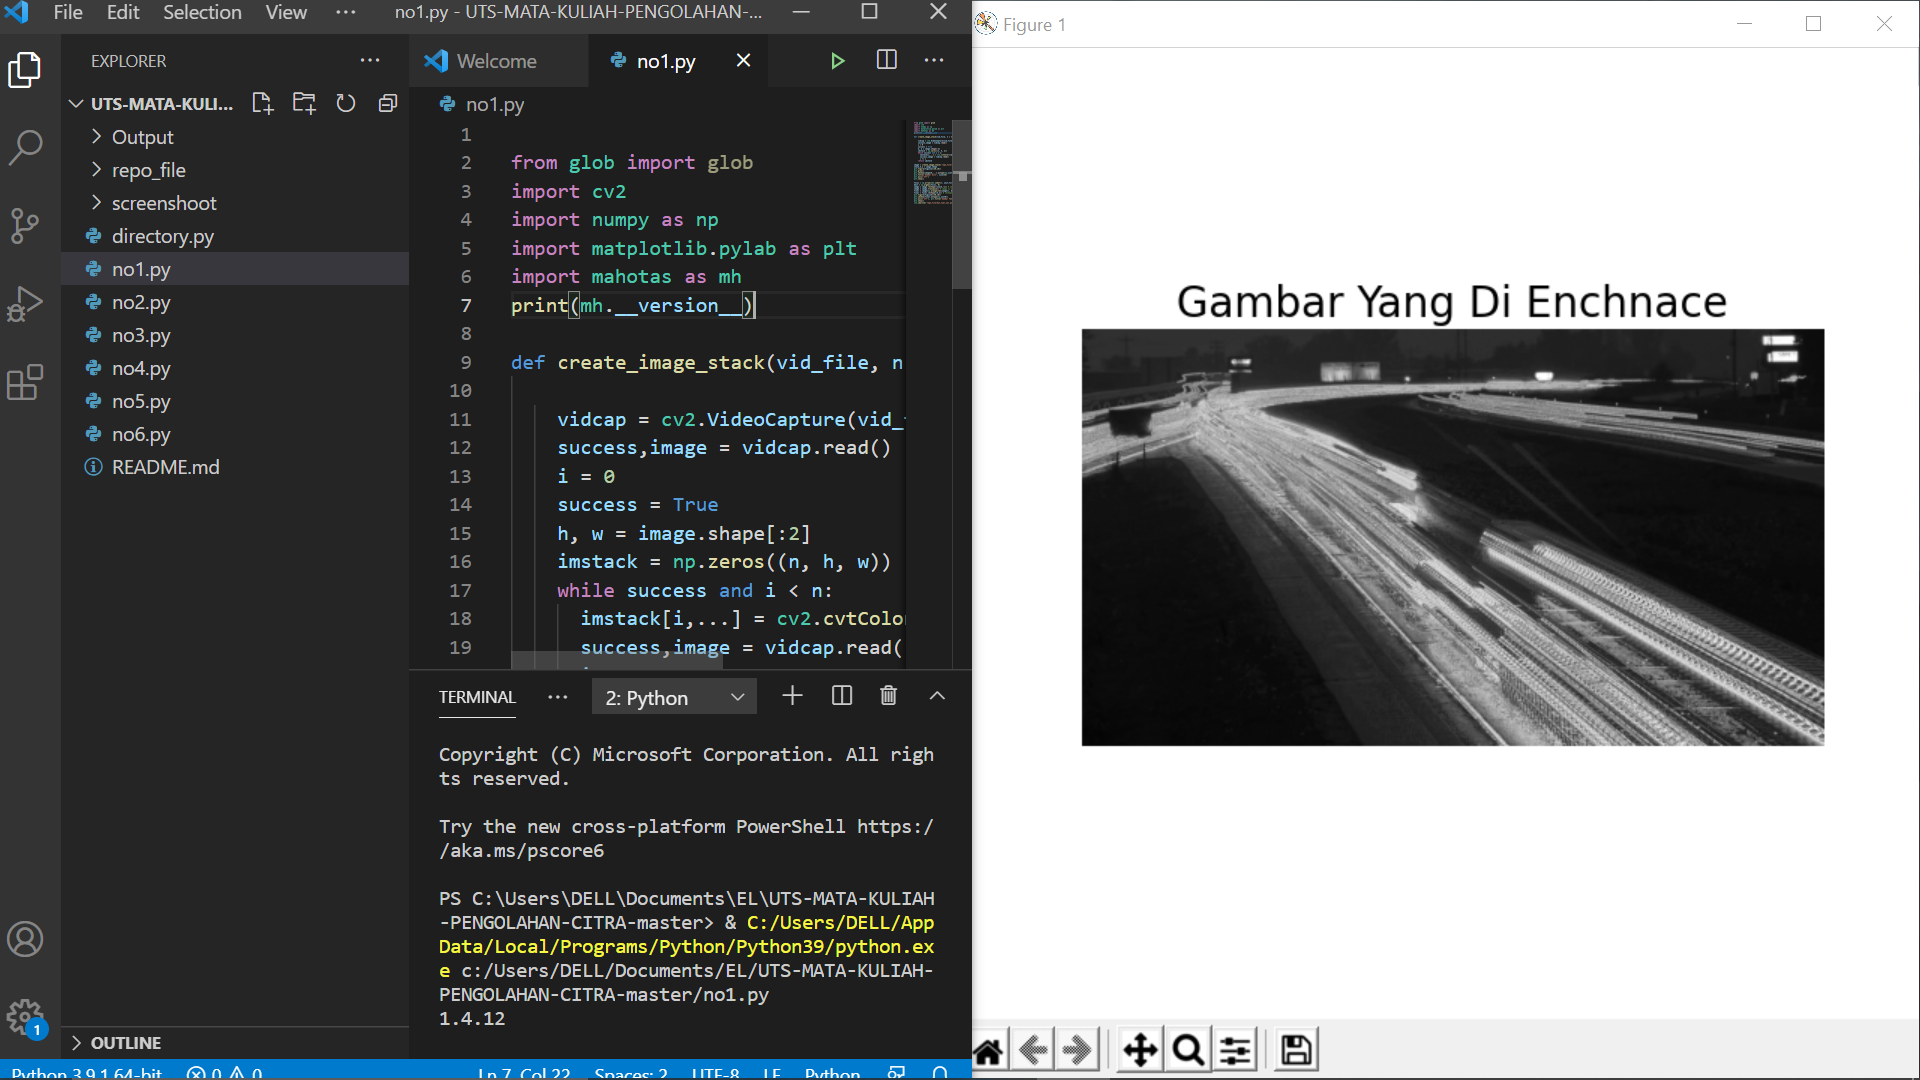 File Edit Selection View ··· no1.py - UTS-MATA-KULIAH-PENGOLAHAN-...
EXPLORER
UTS-MATA-KULI...
Output
repo_file
screenshoot
directory.py
no1.py
no2.py
no3.py
no4.py
no5.py
no6.py
README.md
OUTLINE
1
Welcome no1.py
no1.py
1
2 from glob import glob
3 import cv2
4 import numpy as np
5 import matplotlib.pylab as plt
6 import mahotas as mh
7 print(mh.__version__)
8
9 def create_image_stack(vid_file, n
10
11 vidcap = cv2.VideoCapture(vid_
12 success,image = vidcap.read()
13 i = 0
14 success = True
15 h, w = image.shape[:2]
16 imstack = np.zeros((n, h, w))
17 while success and i < n:
18 imstack[i,...] = cv2.cvtColo
19 success,image = vidcap.read(
TERMINAL ··· 2: Python
Copyright (C) Microsoft Corporation. All righ
ts reserved.
Try the new cross-platform PowerShell https:/
/aka.ms/pscore6
PS C:\Users\DELL\Documents\EL\UTS-MATA-KULIAH
-PENGOLAHAN-CITRA-master> & C:/Users/DELL/App
Data/Local/Programs/Python/Python39/python.ex
e c:/Users/DELL/Documents/EL/UTS-MATA-KULIAH-
PENGOLAHAN-CITRA-master/no1.py
1.4.12
Python 3.9.1 64-bit 0 0 Ln 7, Col 22 Spaces: 2 UTF-8 LF Python
Figure 1
Gambar Yang Di Enchnace